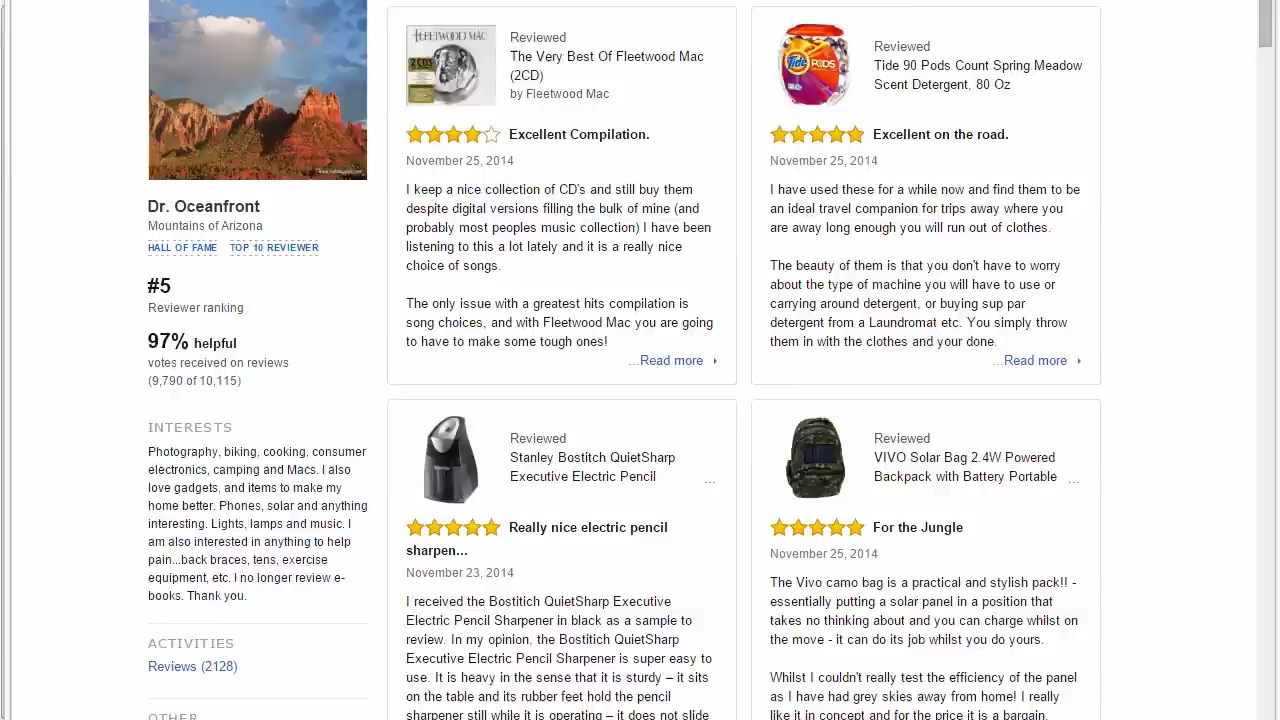 Dr. Oceanfront
Mountains of Arizona
HALL OF FAME TOP 10 REVIEWER
#5
Reviewer ranking
97% helpful
votes received on reviews
(9,790 of 10,115)
INTERESTS
Photography, biking, cooking, consumer
electronics, camping and Macs. I also
love gadgets, and items to make my
home better. Phones, solar and anything
interesting. Lights, lamps and music. I
am also interested in anything to help
pain...back braces, tens, exercise
equipment, etc. I no longer review e-
books. Thank you.
ACTIVITIES
Reviews (2128)
OTHER
FLEETWOOD MAC
2 CDs
Reviewed
The Very Best Of Fleetwood Mac
(2CD)
by Fleetwood Mac
Excellent Compilation.
November 25, 2014
I keep a nice collection of CD's and still buy them
despite digital versions filling the bulk of mine (and
probably most peoples music collection) I have been
listening to this a lot lately and it is a really nice
choice of songs.
The only issue with a greatest hits compilation is
song choices, and with Fleetwood Mac you are going
to have to make some tough ones!
...Read more
Tide PODS
Reviewed
Tide 90 Pods Count Spring Meadow
Scent Detergent, 80 Oz
Excellent on the road.
November 25, 2014
I have used these for a while now and find them to be
an ideal travel companion for trips away where you
are away long enough you will run out of clothes.
The beauty of them is that you don't have to worry
about the type of machine you will have to use or
carrying around detergent, or buying sup par
detergent from a Laundromat etc. You simply throw
them in with the clothes and your done.
...Read more
Reviewed
Stanley Bostitch QuietSharp
Executive Electric Pencil ...
Really nice electric pencil
sharpen...
November 23, 2014
I received the Bostitch QuietSharp Executive
Electric Pencil Sharpener in black as a sample to
review. In my opinion, the Bostitch QuietSharp
Executive Electric Pencil Sharpener is super easy to
use. It is heavy in the sense that it is sturdy – it sits
on the table and its rubber feet hold the pencil
sharpener still while it is operating – it does not slide
Reviewed
VIVO Solar Bag 2.4W Powered
Backpack with Battery Portable ...
For the Jungle
November 25, 2014
The Vivo camo bag is a practical and stylish pack!! -
essentially putting a solar panel in a position that
takes no thinking about and you can charge whilst on
the move - it can do its job whilst you do yours.
Whilst I couldn't really test the efficiency of the panel
as I have had grey skies away from home! I really
like it in concept and for the price it is a bargain.